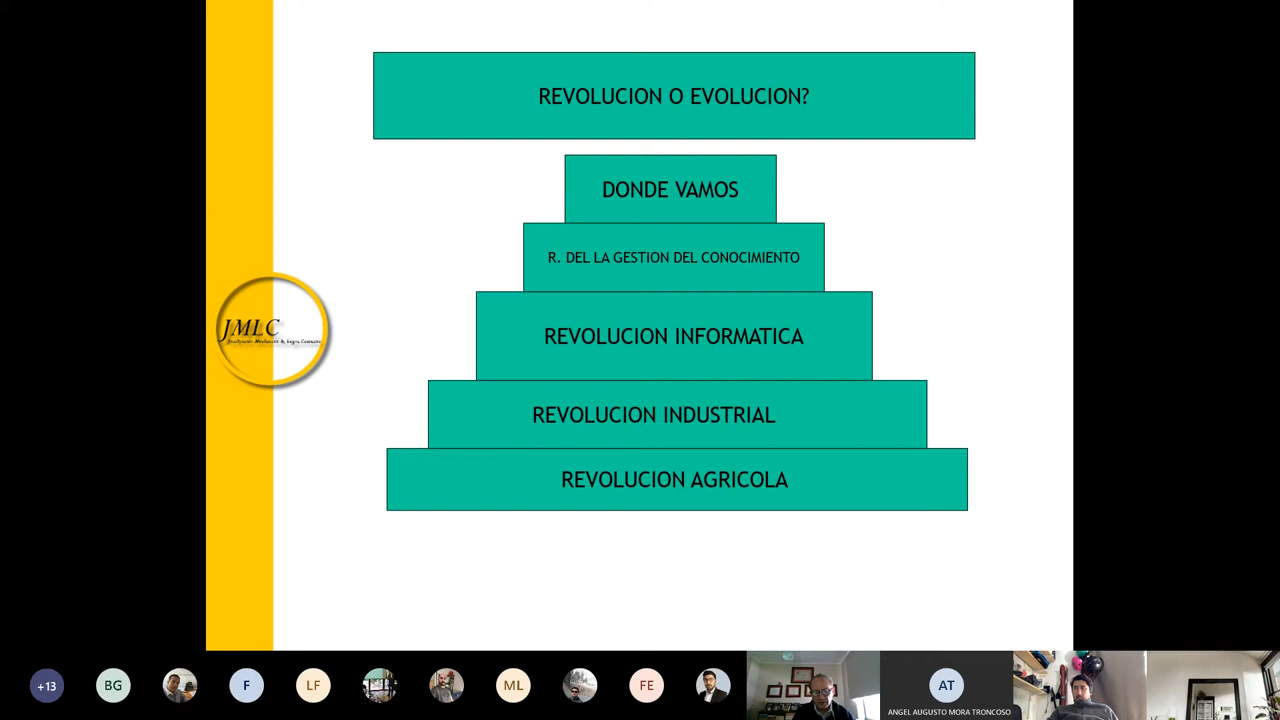 REVOLUCION O EVOLUCION?
DONDE VAMOS
R. DEL LA GESTION DEL CONOCIMIENTO
REVOLUCION INFORMATICA
REVOLUCION INDUSTRIAL
REVOLUCION AGRICOLA
JMLC
+13
BG
F
LF
ML
FE
AT
ANGEL AUGUSTO MORA TRONCOSO